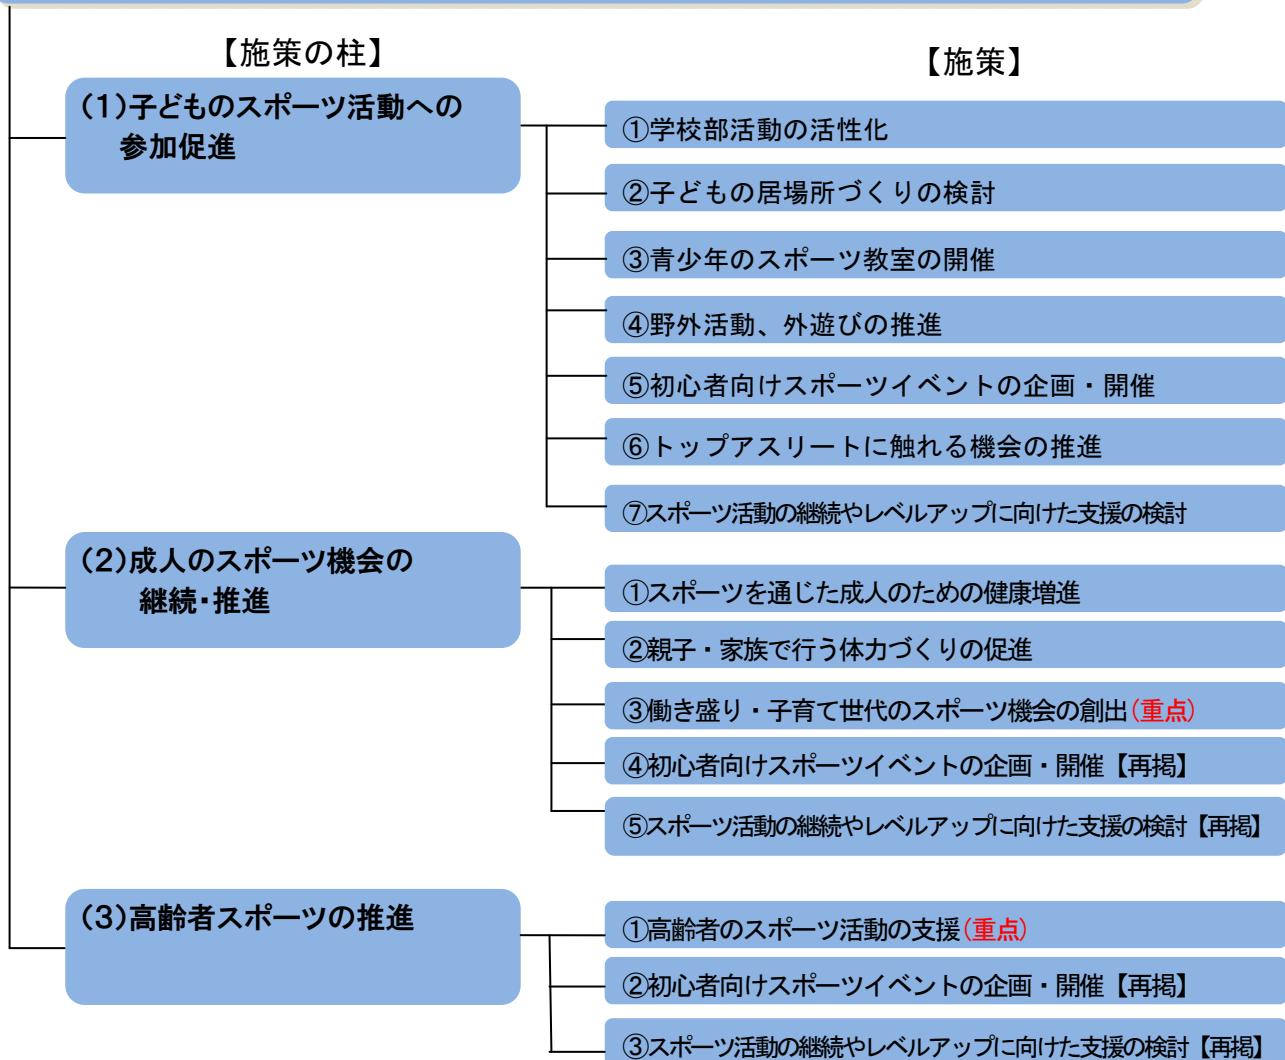 【施策の柱】
【施策】
（1）子どものスポーツ活動への
参加促進
①学校部活動の活性化
②子どもの居場所づくりの検討
③青少年のスポーツ教室の開催
④野外活動、外遊びの推進
⑤初心者向けスポーツイベントの企画・開催
⑥トップアスリートに触れる機会の推進
⑦スポーツ活動の継続やレベルアップに向けた支援の検討
（2）成人のスポーツ機会の
継続・推進
①スポーツを通じた成人のための健康増進
②親子・家族で行う体力づくりの促進
③働き盛り・子育て世代のスポーツ機会の創出（重点）
④初心者向けスポーツイベントの企画・開催【再掲】
⑤スポーツ活動の継続やレベルアップに向けた支援の検討【再掲】
（3）高齢者スポーツの推進
①高齢者のスポーツ活動の支援（重点）
②初心者向けスポーツイベントの企画・開催【再掲】
③スポーツ活動の継続やレベルアップに向けた支援の検討【再掲】